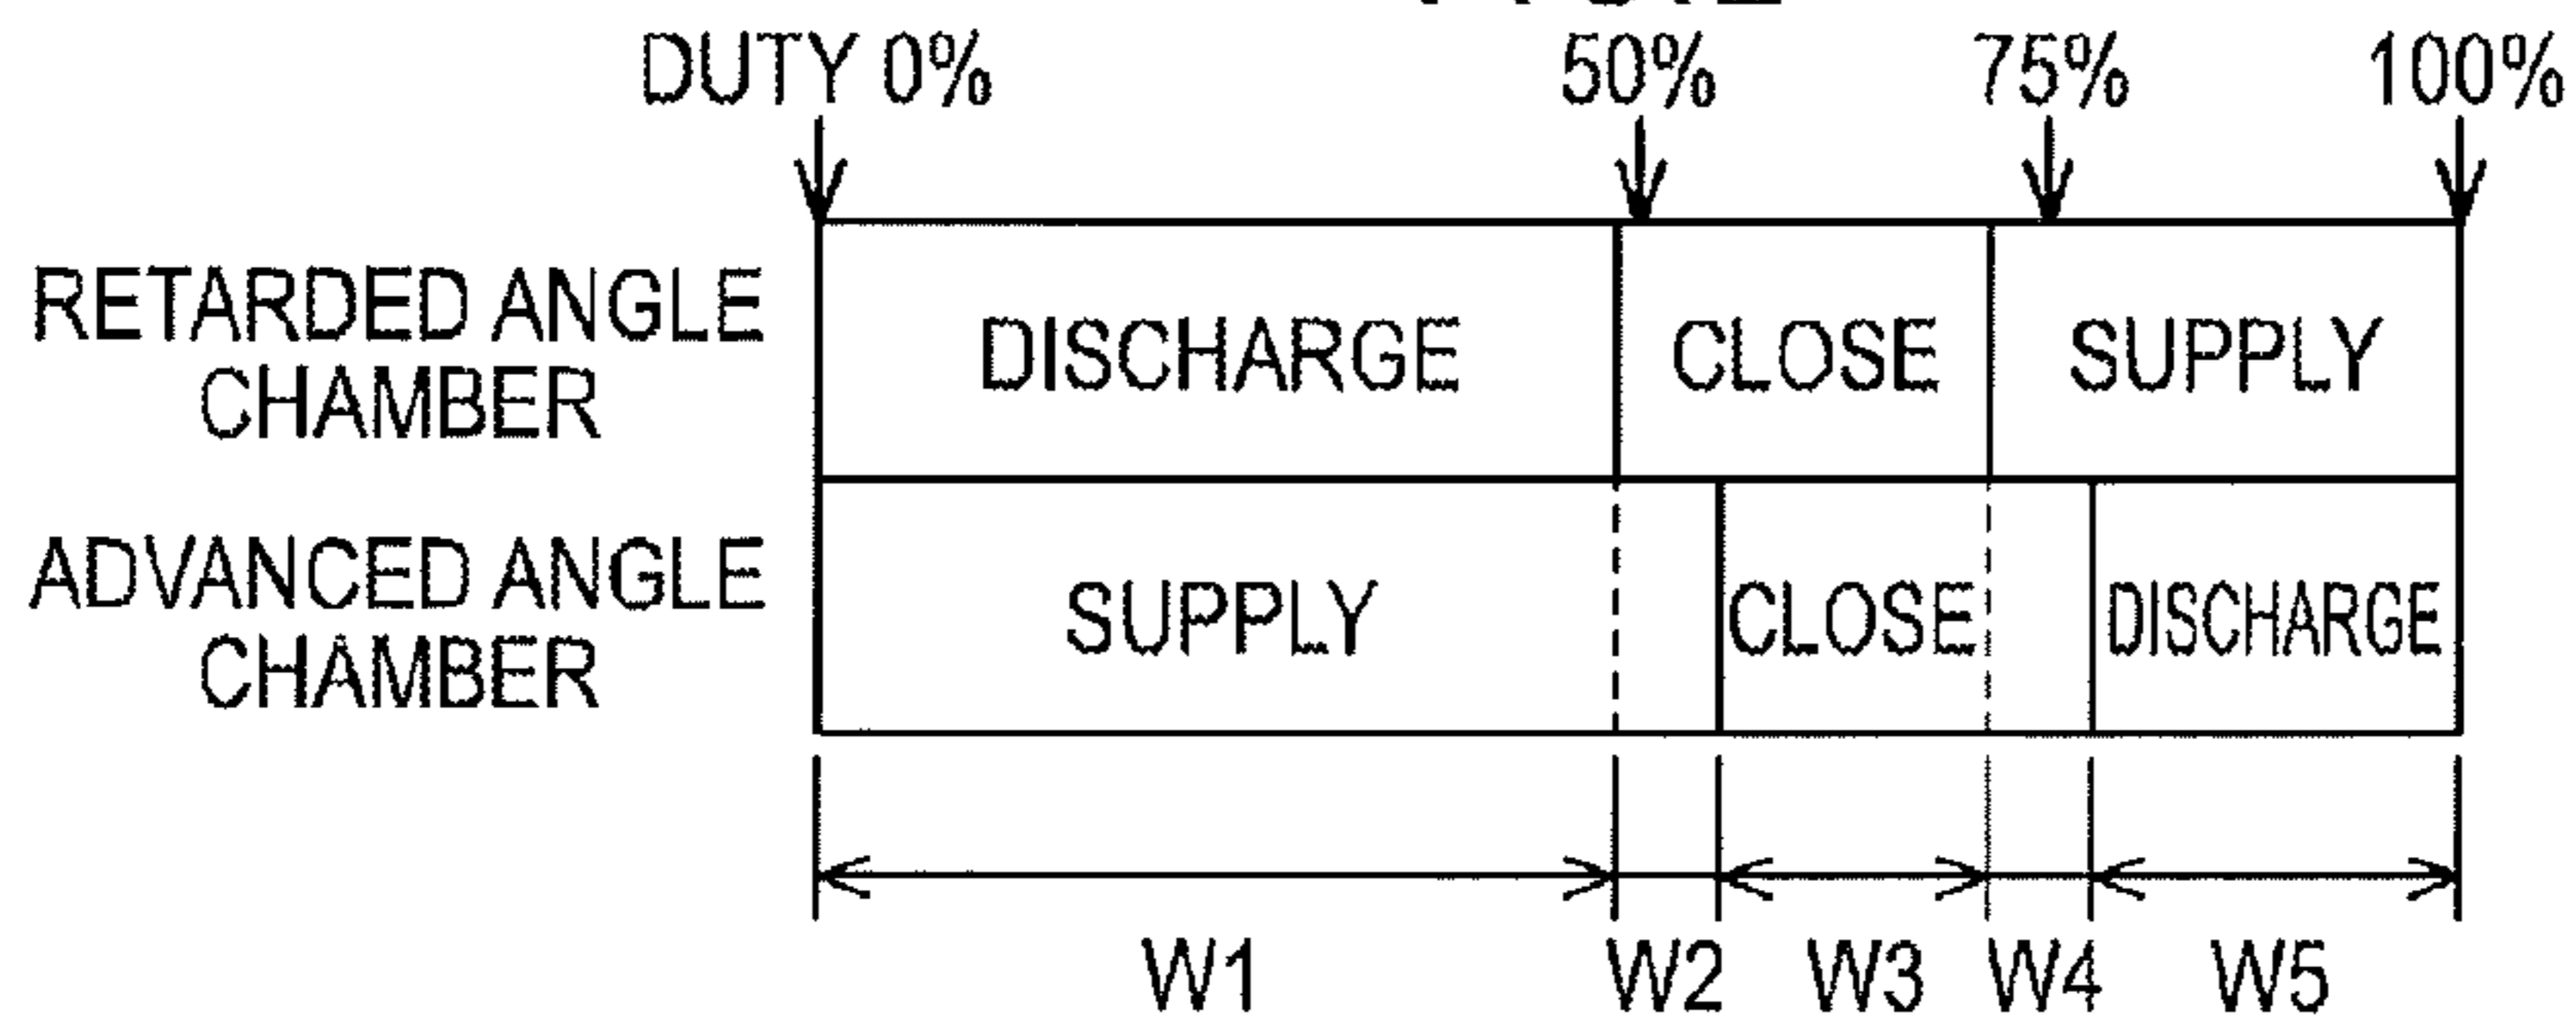 DUTY 0% 50% 75% 100%
RETARDED ANGLE
CHAMBER
DISCHARGE CLOSE SUPPLY
ADVANCED ANGLE
CHAMBER
SUPPLY CLOSE DISCHARGE
W1 W2 W3 W4 W5